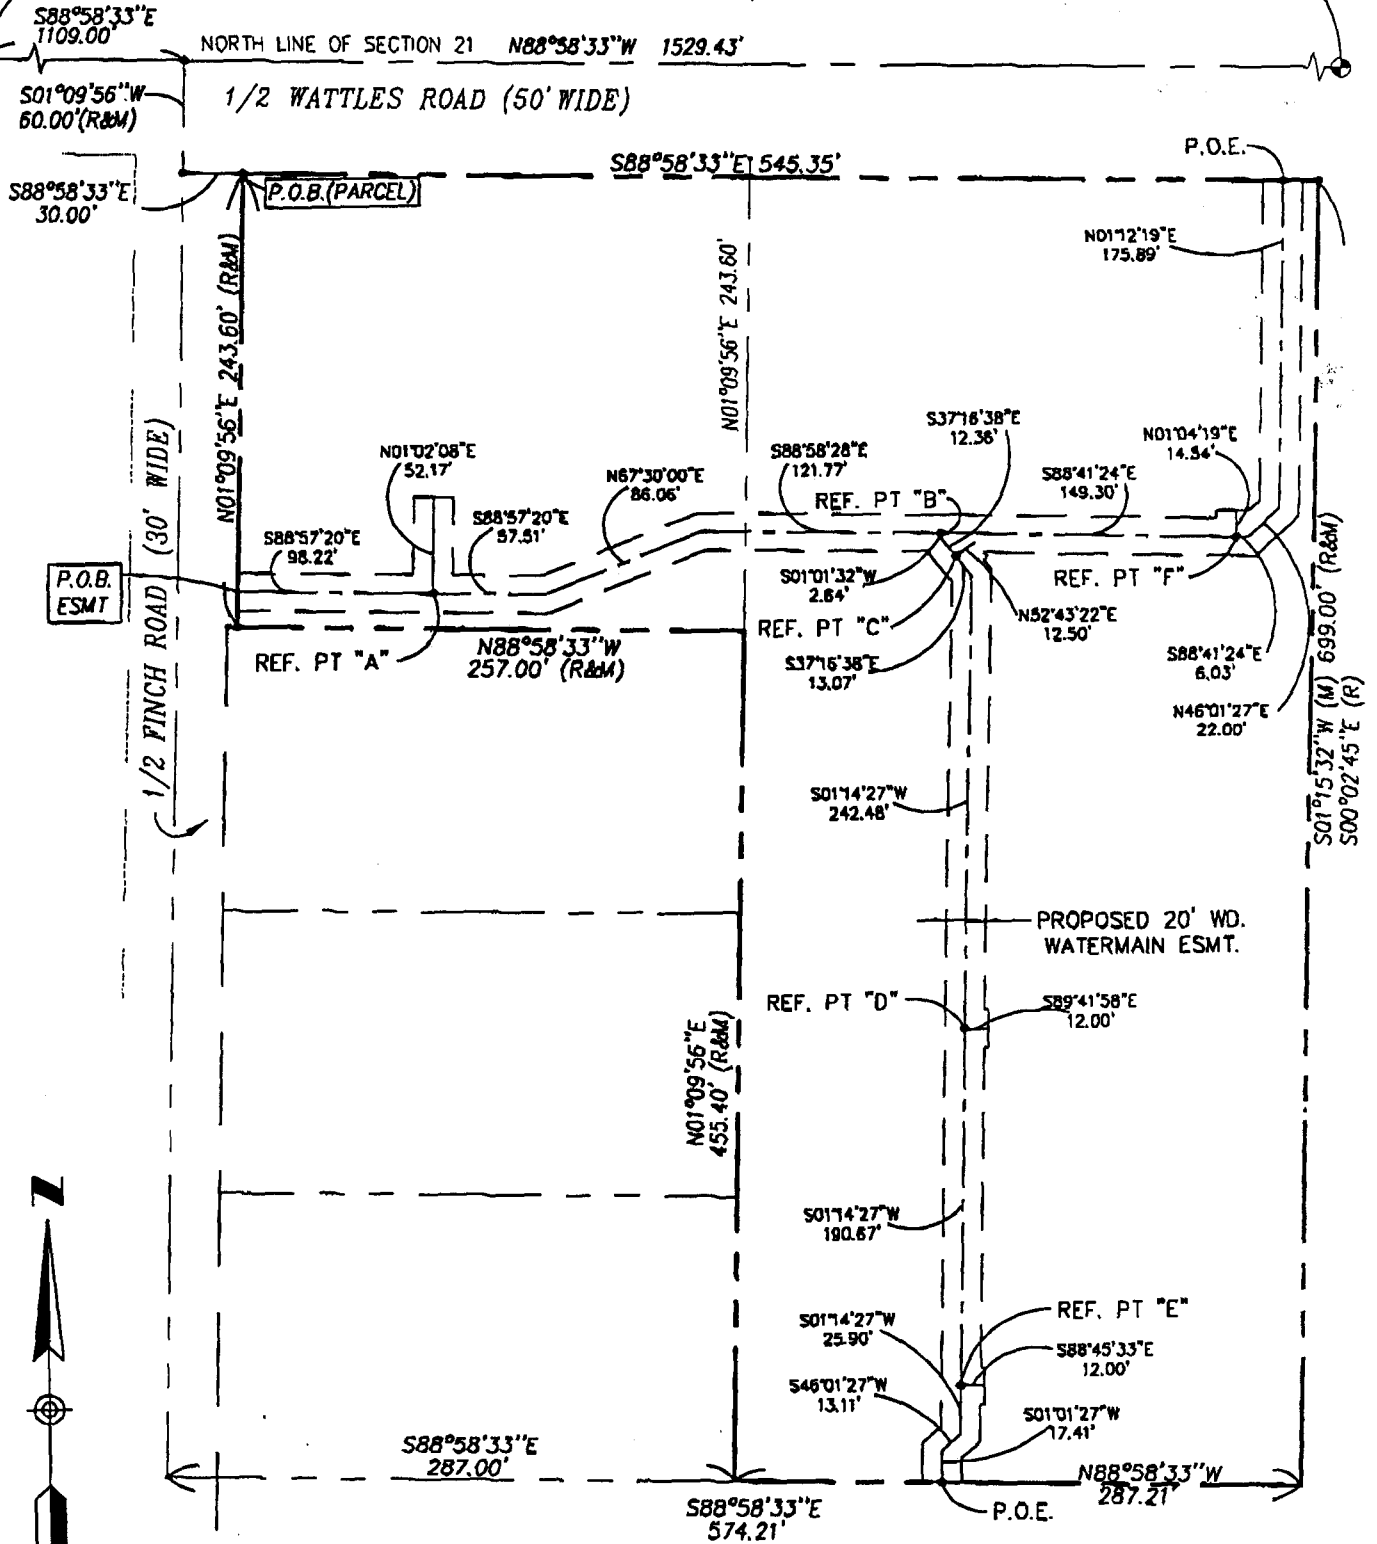 S88°58'33"E
1109.00'
NORTH LINE OF SECTION 21 N88°58'33"W 1529.43'
S01°09'56"W
60.00'(R&M)
1/2 WATTLES ROAD (50' WIDE)
S88°58'33"E 545.35'
P.O.E.
S88°58'33"E
30.00'
P.O.B.(PARCEL)
N01°12'19"E
175.89'
N01°09'56"E 243.60' (R&M)
N01°09'56"E 243.60'
N01°02'08"E
52.17'
S37°16'38"E
12.36'
N01°04'19"E
14.54'
S88°58'28"E
121.77'
S88°41'24"E
149.30'
N67°30'00"E
86.06'
REF. PT "B"
S88°57'20"E
57.51'
S88°57'20"E
98.22'
P.O.B.
ESMT
S01°01'32"W
2.64'
REF. PT "F"
REF. PT "C"
N52°43'22"E
12.50'
REF. PT "A"
N88°58'33"W
257.00' (R&M)
S37°16'38"E
13.07'
S88°41'24"E
6.03'
N46°01'27"E
22.00'
1/2 FINCH ROAD (30' WIDE)
S01°15'32"W (M) 699.00' (R&M)
S00°02'45"E (R)
S01°14'27"W
242.48'
PROPOSED 20' WD.
WATERMAIN ESMT.
REF. PT "D"
S89°41'58"E
12.00'
N01°09'56"E
455.40' (R&M)
S01°14'27"W
190.67'
REF. PT "E"
S01°14'27"W
25.90'
S88°45'33"E
12.00'
S46°01'27"W
13.11'
S01°01'27"W
17.41'
N
S88°58'33"E
287.00'
N88°58'33"W
287.21'
S88°58'33"E
574.21'
P.O.E.